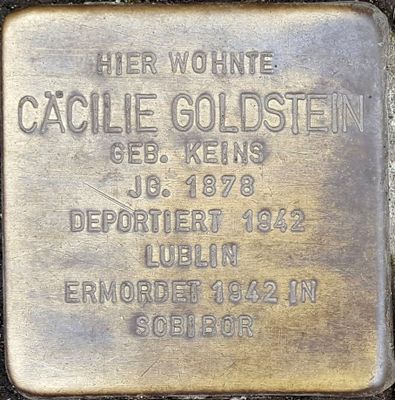 HIER WOHNTE
CÄCILIE GOLDSTEIN
GEB. KEINS
JG. 1878
DEPORTIERT 1942
LUBLIN
ERMORDET 1942 IN
SOBIBOR